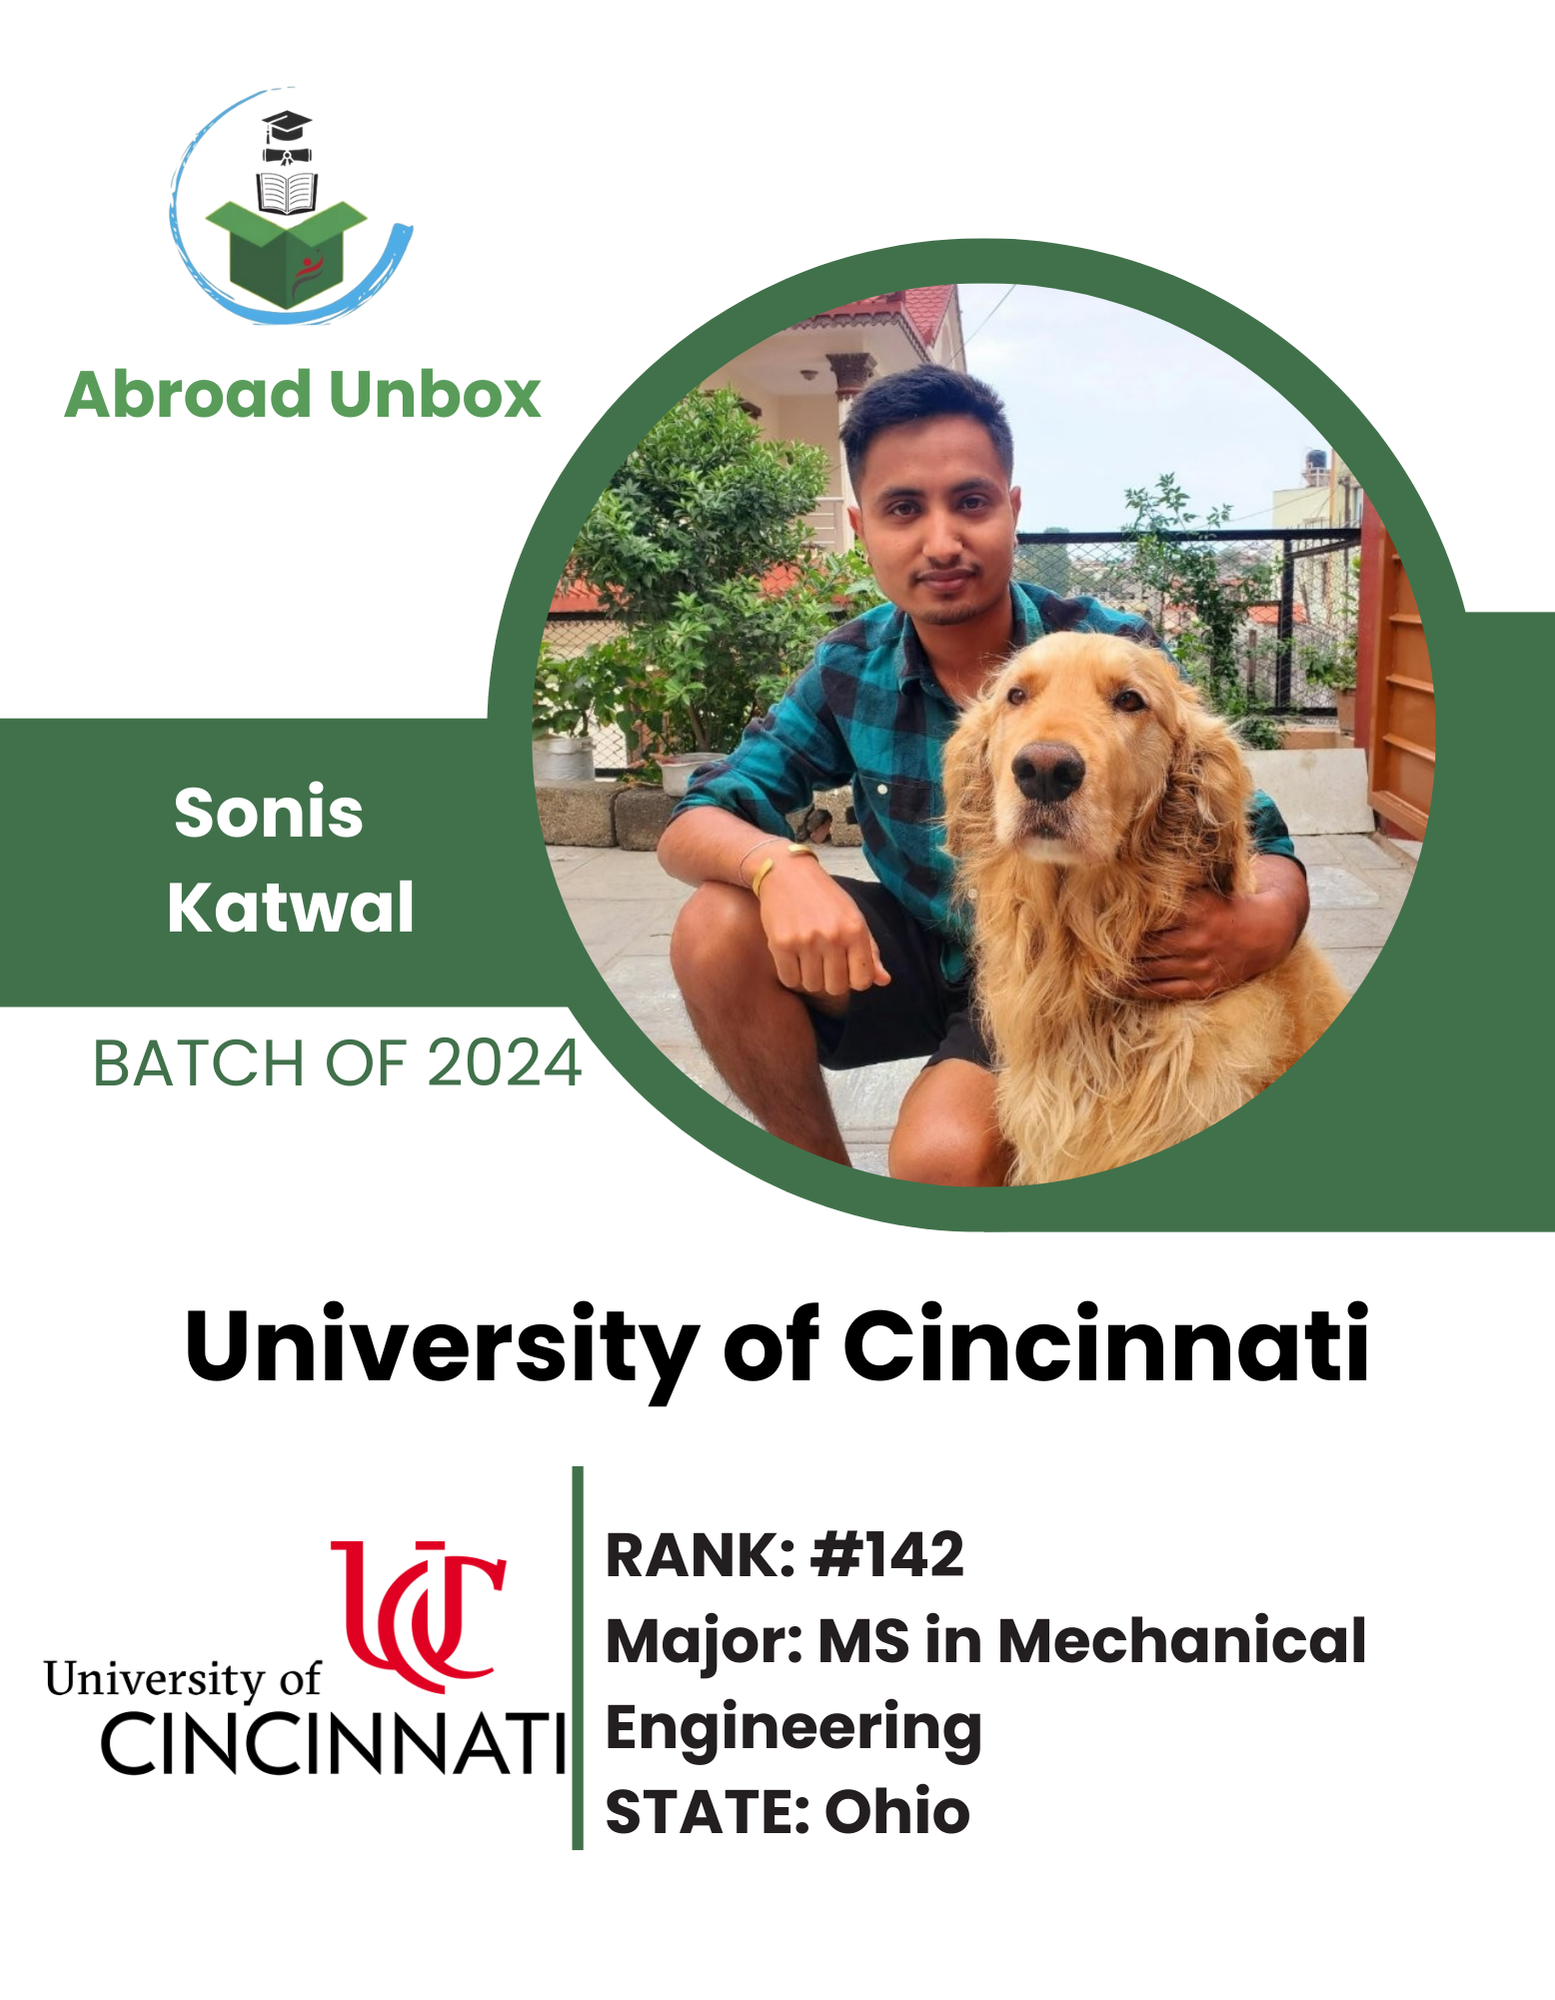 Abroad Unbox
Sonis
Katwal
BATCH OF 2024
University of Cincinnati
University of
UC
CINCINNATI
RANK: #142
Major: MS in Mechanical
Engineering
STATE: Ohio